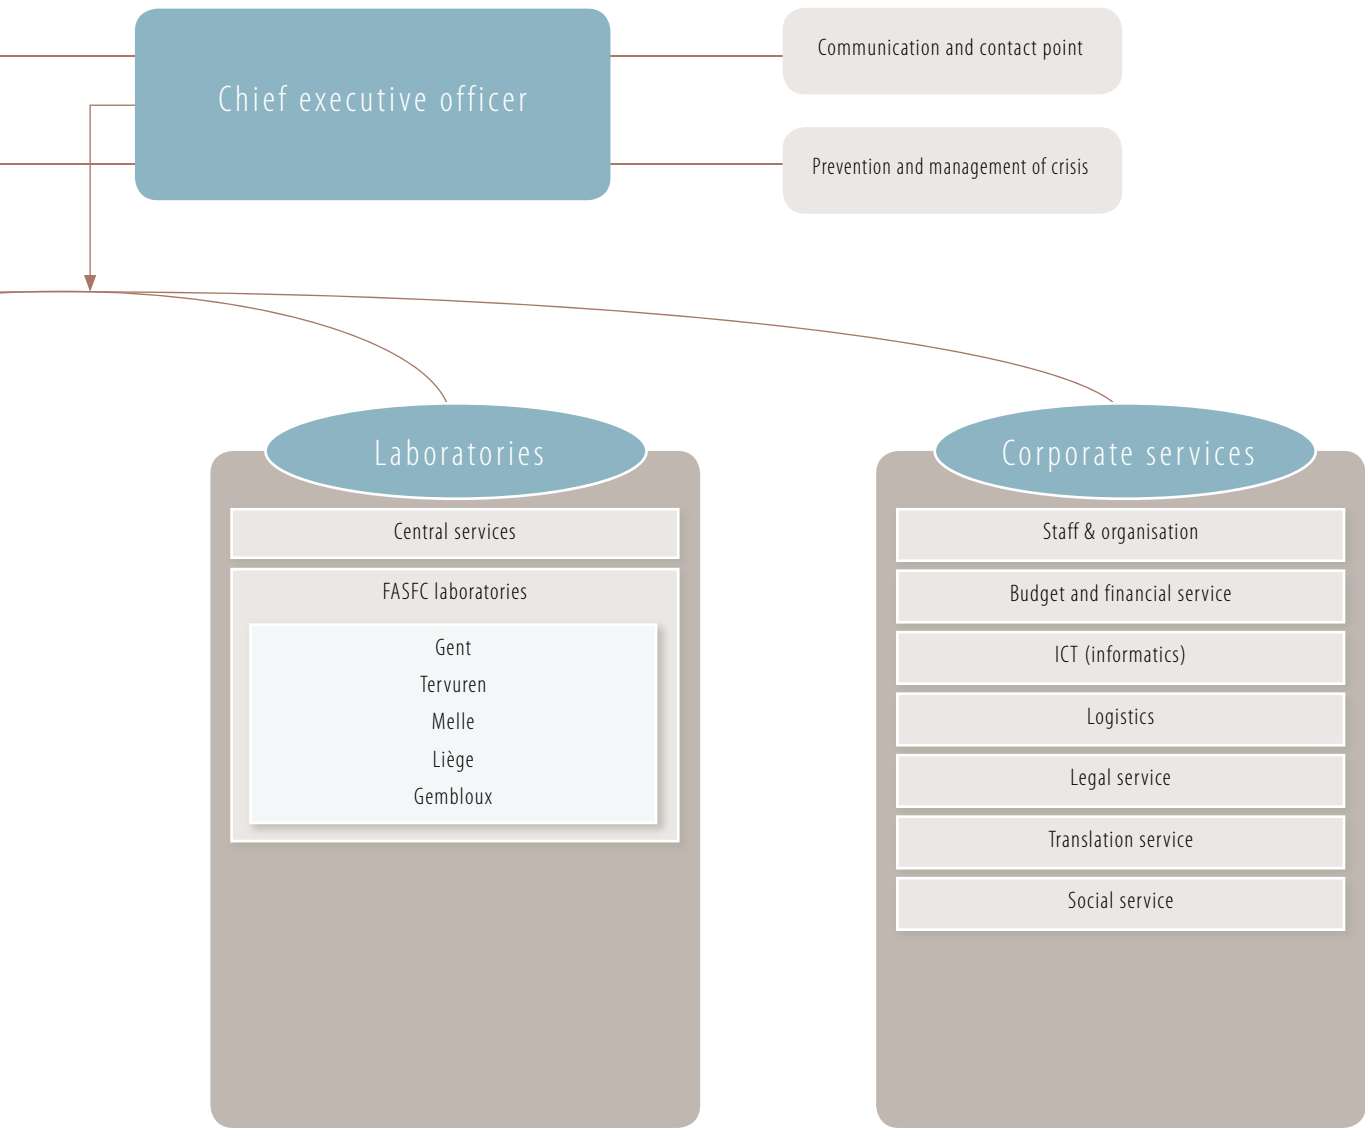 Chief executive officer
Communication and contact point
Prevention and management of crisis
Laboratories
Central services
FASFC laboratories
Gent
Tervuren
Melle
Liège
Gembloux
Corporate services
Staff & organisation
Budget and financial service
ICT (informatics)
Logistics
Legal service
Translation service
Social service